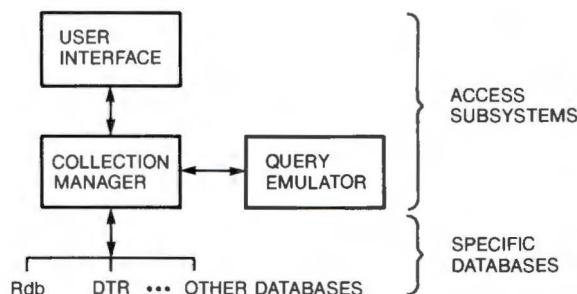 USER
INTERFACE
ACCESS
SUBSYSTEMS
COLLECTION
MANAGER
QUERY
EMULATOR
SPECIFIC
DATABASES
Rdb DTR ••• OTHER DATABASES